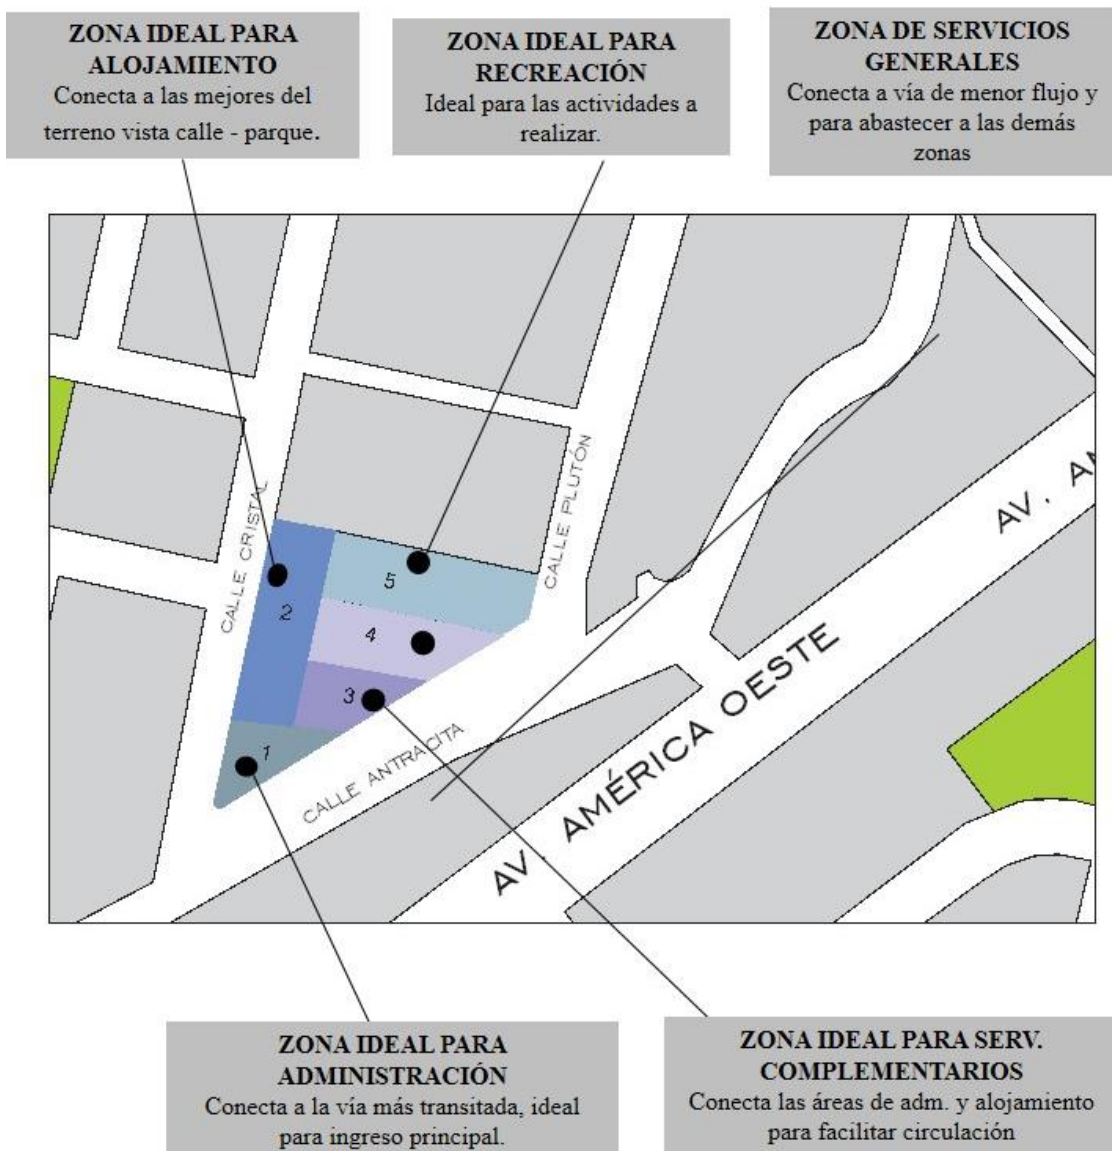 ZONA IDEAL PARA
ALOJAMIENTO
Conecta a las mejores del
terreno vista calle - parque.
ZONA IDEAL PARA
RECREACIÓN
Ideal para las actividades a
realizar.
ZONA DE SERVICIOS
GENERALES
Conecta a vía de menor flujo y
para abastecer a las demás
zonas
CALLE CRISTAL
CALLE PLUTÓN
AV. AM
5
2
4
3
1
CALLE ANTRACITA
AV. AMÉRICA OESTE
ZONA IDEAL PARA
ADMINISTRACIÓN
Conecta a la vía más transitada, ideal
para ingreso principal.
ZONA IDEAL PARA SERV.
COMPLEMENTARIOS
Conecta las áreas de adm. y alojamiento
para facilitar circulación